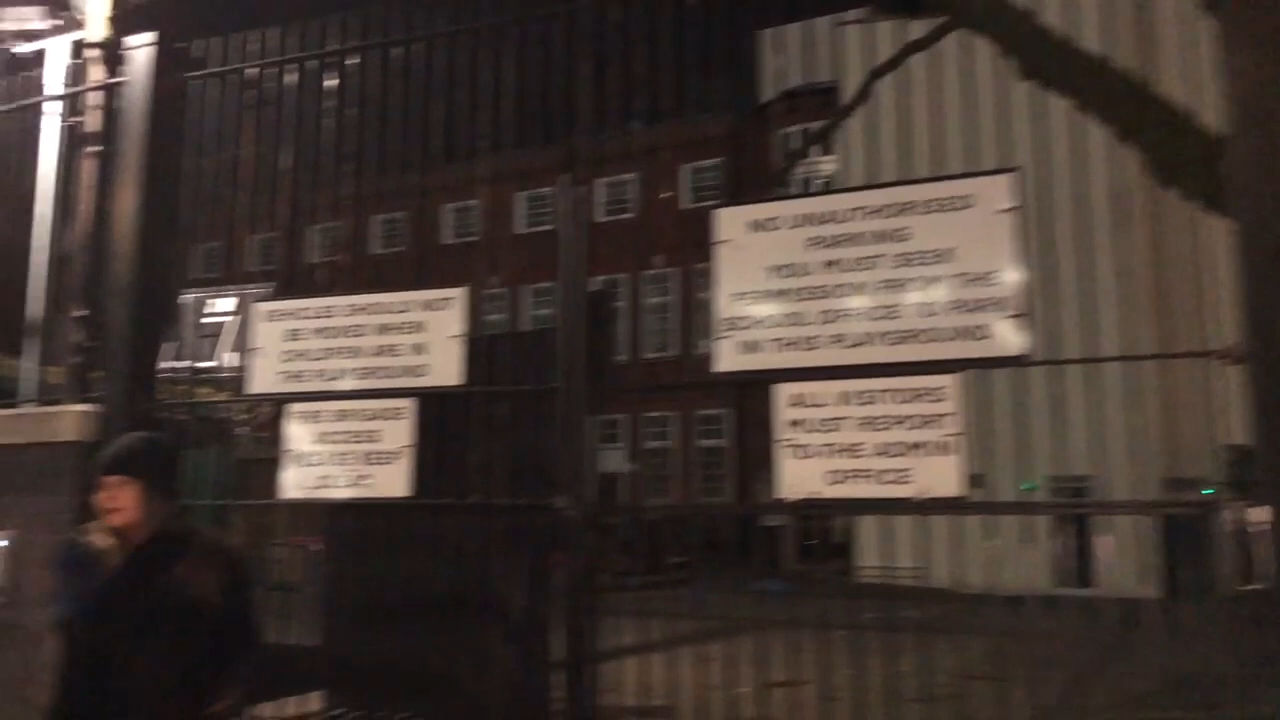 VEHICLES SHOULD NOT
BE MOVED WHEN
CHILDREN ARE IN
THE PLAYGROUND
FIRE BRIGADE
ACCESS
KEEP
CLEAR
NO UNAUTHORISED
PARKING
YOU MUST SEEK
PERMISSION FROM THE
SCHOOL OFFICE TO PARK
IN THIS PLAYGROUND
ALL VISITORS
MUST REPORT
TO THE ADMIN
OFFICE